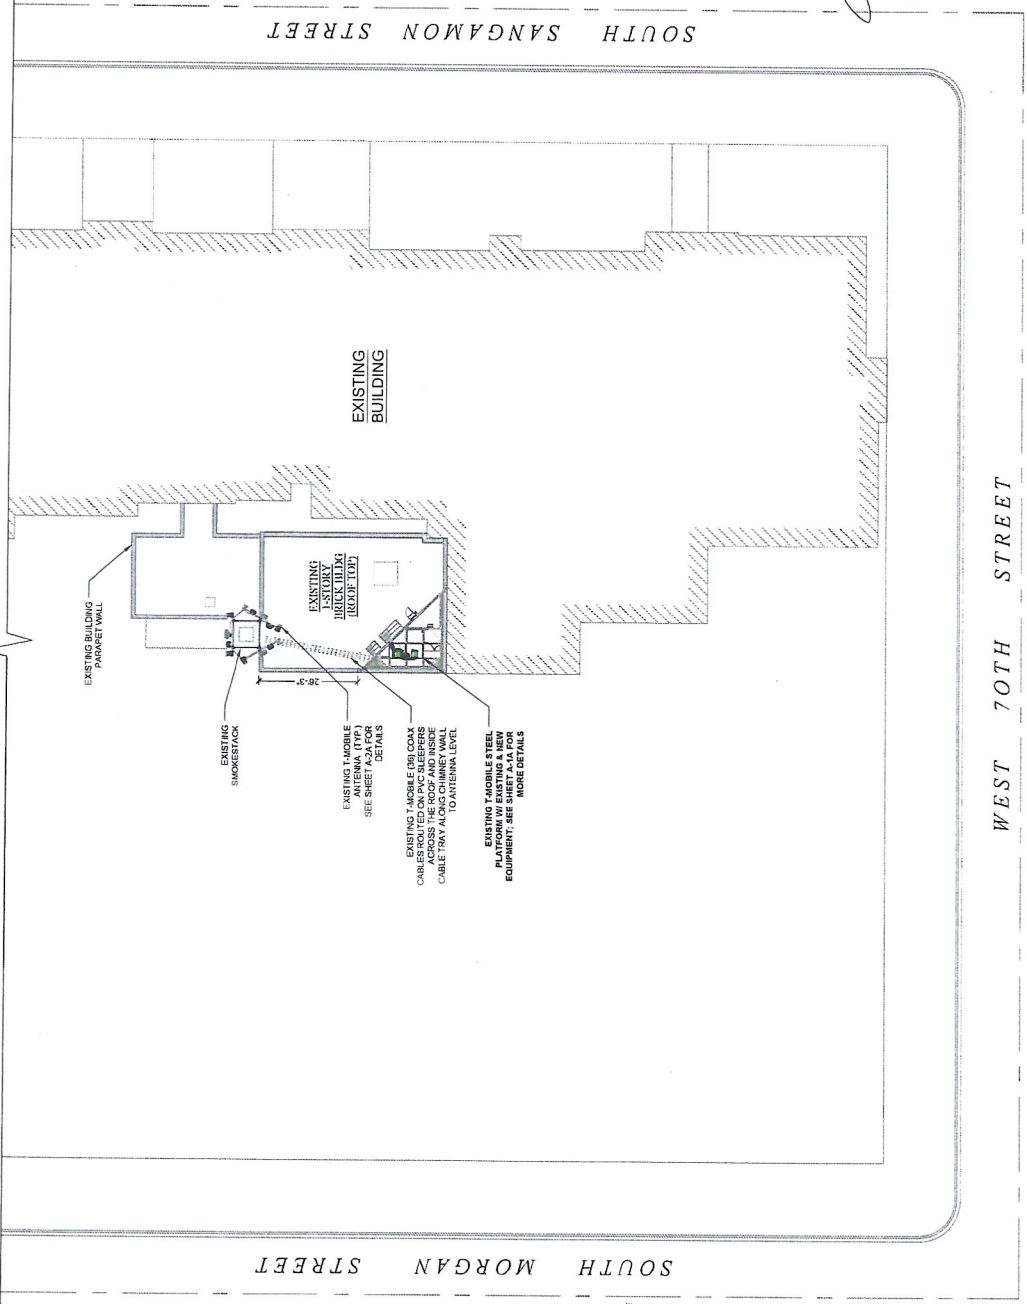 SOUTH SANGAMON STREET
EXISTING
BUILDING
EXISTING BUILDING
PARAPET WALL
EXISTING
1-STORY
BRICK BLDG
(ROOF TOP)
EXISTING
SMOKESTACK
26'-3"
EXISTING T-MOBILE
ANTENNA (TYP.)
SEE SHEET A-2A FOR
DETAILS
EXISTING T-MOBILE (36) COAX
CABLES ROUTED ON PVC SLEEPERS
ACROSS THE ROOF AND INSIDE
CABLE TRAY ALONG CHIMNEY WALL
TO ANTENNA LEVEL
EXISTING T-MOBILE STEEL
PLATFORM W/ EXISTING & NEW
EQUIPMENT; SEE SHEET A-1A FOR
MORE DETAILS
WEST 70TH STREET
SOUTH MORGAN STREET